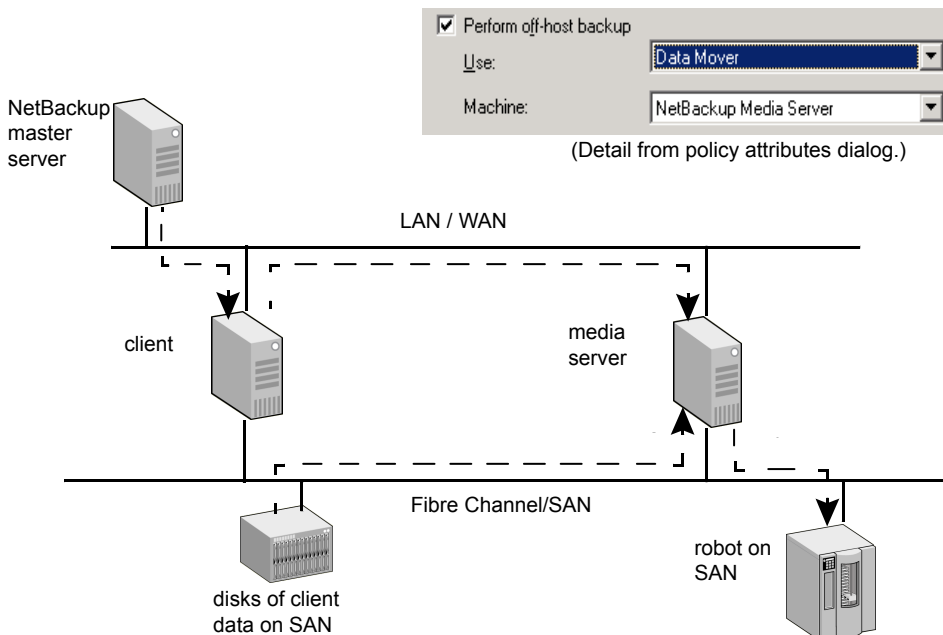 Perform off-host backup
Use:
Data Mover
Machine:
NetBackup Media Server
(Detail from policy attributes dialog.)
NetBackup
master
server
LAN / WAN
client
media
server
Fibre Channel/SAN
disks of client
data on SAN
robot on
SAN